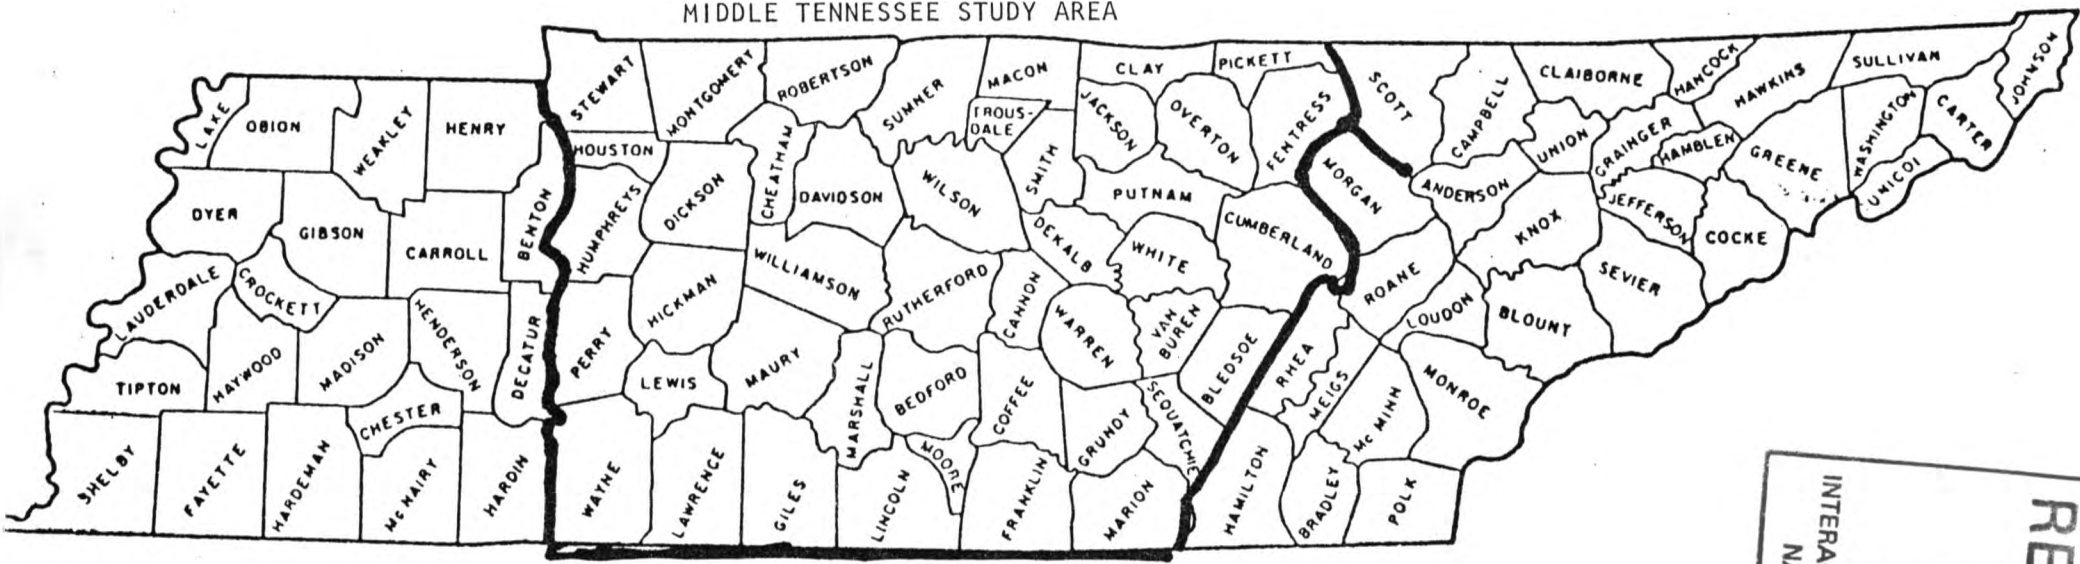 MIDDLE TENNESSEE STUDY AREA
LAKE
OBION
WEAKLEY
HENRY
STEWART
MONTGOMERY
ROBERTSON
SUMNER
MACON
TROUS-
DALE
CLAY
PICKETT
JACKSON
OVERTON
FENTRESS
SCOTT
CAMPBELL
CLAIBORNE
HANCOCK
HAWKINS
SULLIVAN
JOHNSON
CARTER
WASHINGTON
UNICOI
GREENE
HAMBLEN
GRAINGER
UNION
ANDERSON
MORGAN
HOUSTON
DICKSON
CHEATHAM
DAVIDSON
WILSON
SMITH
PUTNAM
DYER
GIBSON
CARROLL
BENTON
HUMPHREYS
WILLIAMSON
RUTHERFORD
CANNON
DEKALB
WHITE
CUMBERLAND
ROANE
LOUDON
KNOX
JEFFERSON
COCKE
SEVIER
BLOUNT
LAUDERDALE
CROCKETT
HAYWOOD
MADISON
HENDERSON
DECATUR
PERRY
HICKMAN
LEWIS
MAURY
MARSHALL
BEDFORD
COFFEE
WARREN
VAN
BUREN
BLEDSOE
SEQUATCHIE
RHEA
MEIGS
McMINN
MONROE
TIPTON
CHESTER
SHELBY
FAYETTE
HARDEMAN
McNAIRY
HARDIN
WAYNE
LAWRENCE
GILES
LINCOLN
MOORE
FRANKLIN
GRUNDY
MARION
HAMILTON
BRADLEY
POLK
RE
INTERA
NA